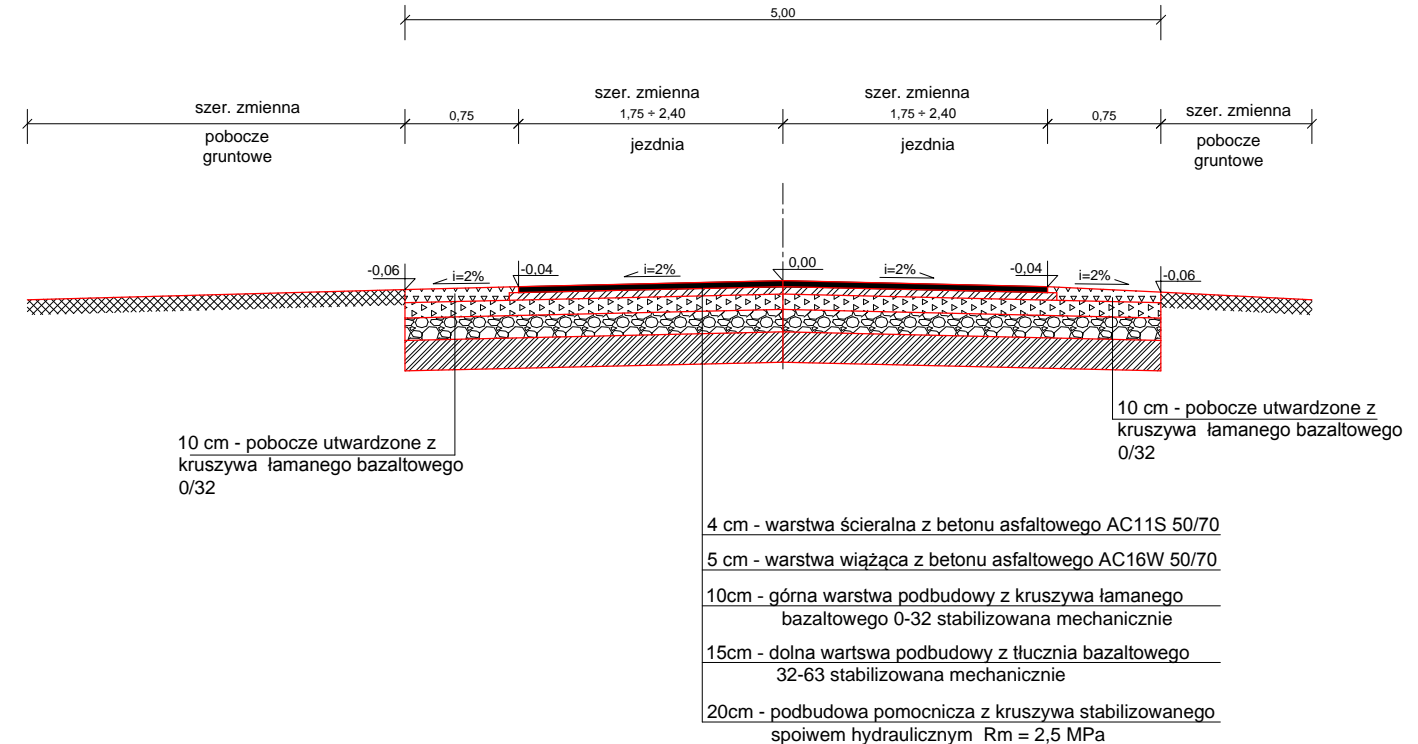 5,00
szer. zmienna
szer. zmienna
szer. zmienna
0,75
1,75 ÷ 2,40
1,75 ÷ 2,40
0,75
szer. zmienna
pobocze
gruntowe
jezdnia
jezdnia
pobocze
gruntowe
-0,06
i=2%
-0,04
i=2%
0,00
i=2%
-0,04
i=2%
-0,06
10 cm - pobocze utwardzone z
kruszywa łamanego bazaltowego
0/32
10 cm - pobocze utwardzone z
kruszywa łamanego bazaltowego
0/32
4 cm - warstwa ścieralna z betonu asfaltowego AC11S 50/70
5 cm - warstwa wiążąca z betonu asfaltowego AC16W 50/70
10cm - górna warstwa podbudowy z kruszywa łamanego
bazaltowego 0-32 stabilizowana mechanicznie
15cm - dolna wartswa podbudowy z tłucznia bazaltowego
32-63 stabilizowana mechanicznie
20cm - podbudowa pomocnicza z kruszywa stabilizowanego
spoiwem hydraulicznym Rm = 2,5 MPa